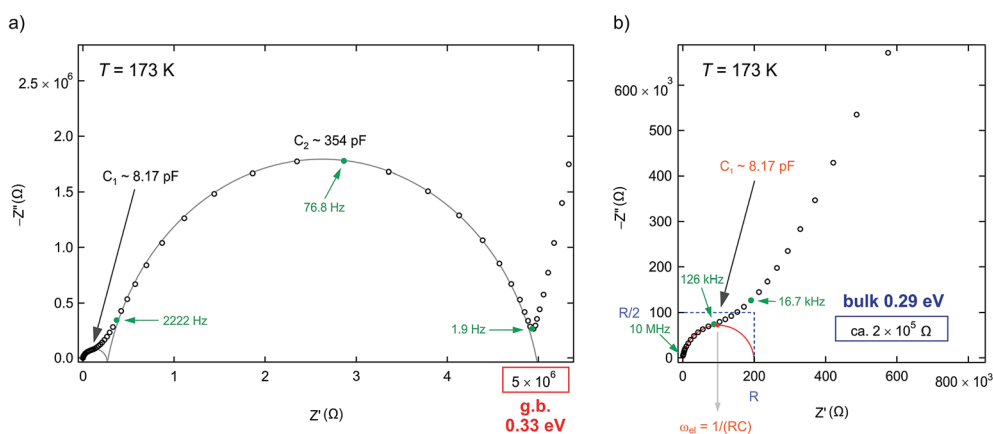 a)
T = 173 K
2.5 × 10⁶
2.0
1.5
1.0
0.5
0.0
−Z''(Ω)
C₂ ~ 354 pF
C₁ ~ 8.17 pF
76.8 Hz
2222 Hz
1.9 Hz
0
1
2
3
4
5 × 10⁶
Z' (Ω)
g.b.
0.33 eV
b)
T = 173 K
600 × 10³
600
500
400
300
200
100
0
−Z''(Ω)
C₁ ~ 8.17 pF
126 kHz
16.7 kHz
bulk 0.29 eV
R/2
ca. 2 × 10⁵ Ω
10 MHz
0
200
400
600
800 × 10³
R
Z' (Ω)
ωₑₗ = 1/(RC)